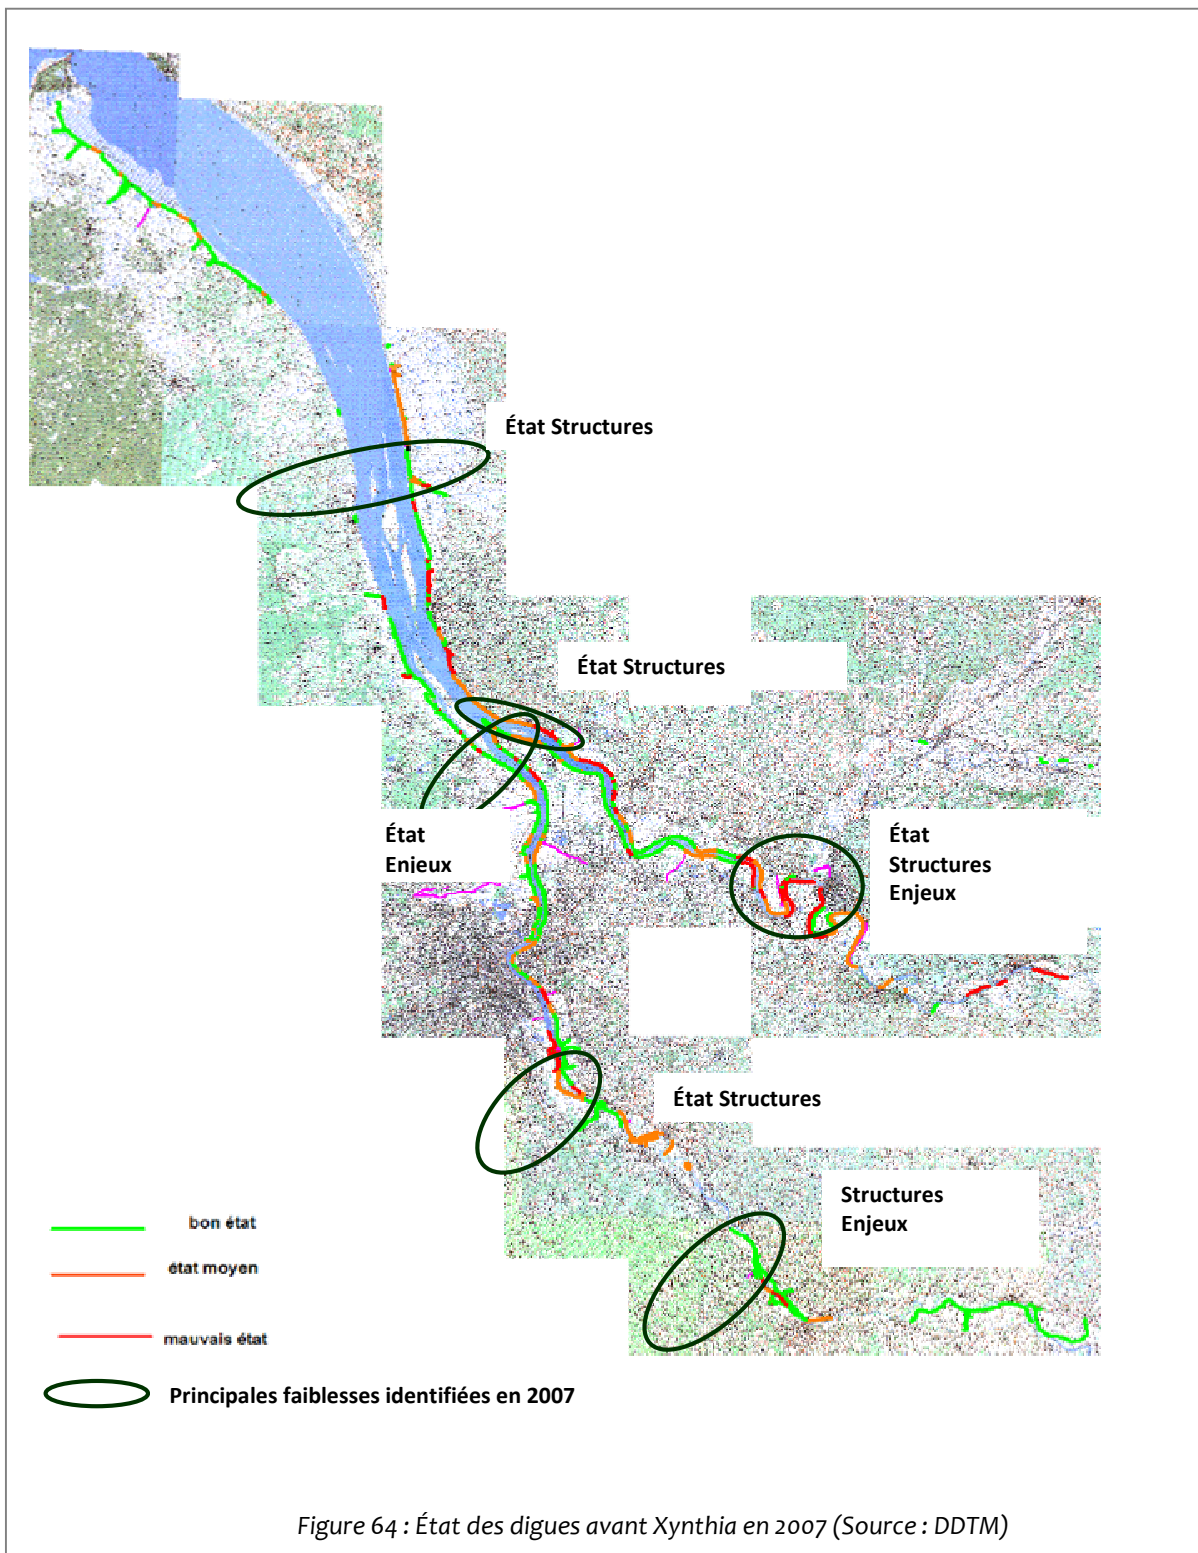 État Structures
État Structures
État
Enjeux
État
Structures
Enjeux
État Structures
Structures
Enjeux
bon état
état moyen
mauvais état
Principales faiblesses identifiées en 2007
Figure 64 : État des digues avant Xynthia en 2007 (Source : DDTM)